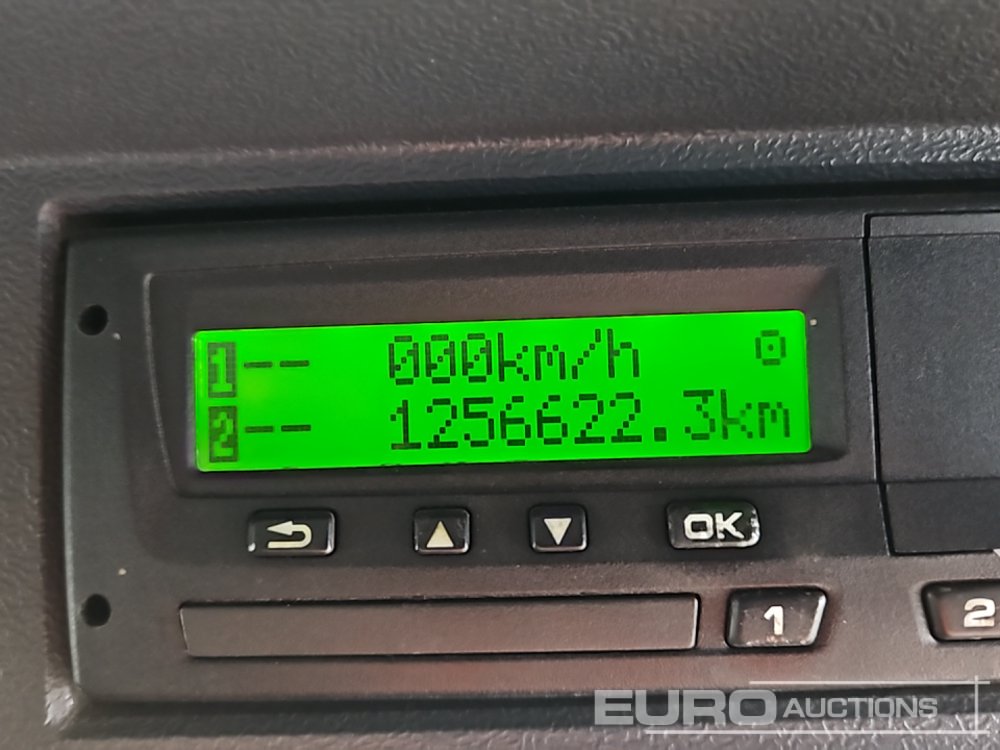 1 -- 000km/h
2 -- 1256622.3km
OK
1 2
EURO AUCTIONS